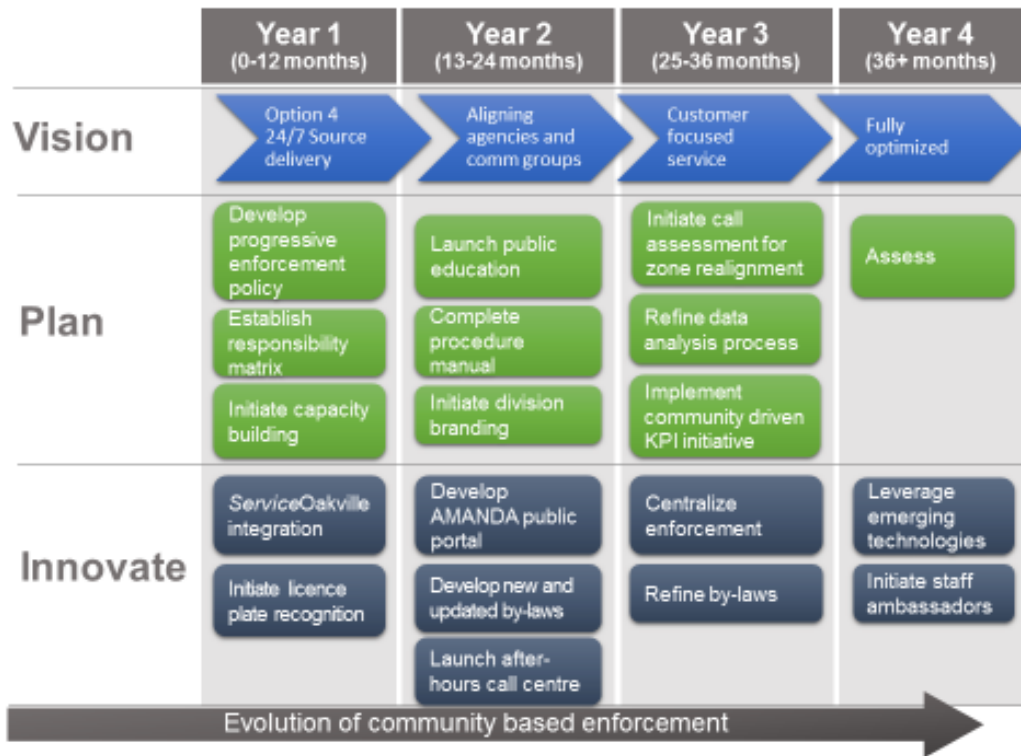 Year 1
(0-12 months)
Year 2
(13-24 months)
Year 3
(25-36 months)
Year 4
(36+ months)
Vision
Option 4
24/7 Source
delivery
Aligning
agencies and
comm groups
Customer
focused
service
Fully
optimized
Plan
Develop
progressive
enforcement
policy
Launch public
education
Initiate call
assessment for
zone realignment
Assess
Establish
responsibility
matrix
Complete
procedure
manual
Refine data
analysis process
Initiate capacity
building
Initiate division
branding
Implement
community driven
KPI initiative
Innovate
ServiceOakville
integration
Develop
AMANDA public
portal
Centralize
enforcement
Leverage
emerging
technologies
Initiate licence
plate recognition
Develop new and
updated by-laws
Refine by-laws
Initiate staff
ambassadors
Launch after-
hours call centre
Evolution of community based enforcement